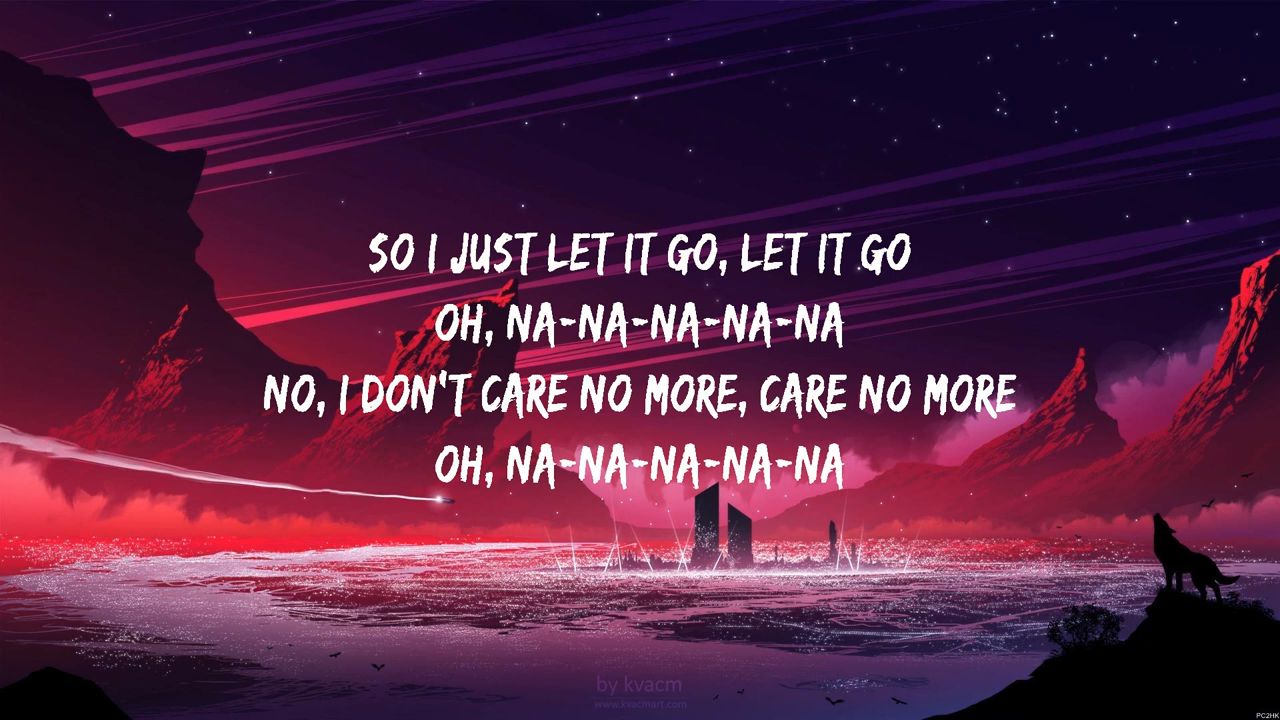 SO I JUST LET IT GO, LET IT GO
OH, NA-NA-NA-NA-NA
NO, I DON'T CARE NO MORE, CARE NO MORE
OH, NA-NA-NA-NA-NA
by kvacm
www.kvacmart.com
PC2HK